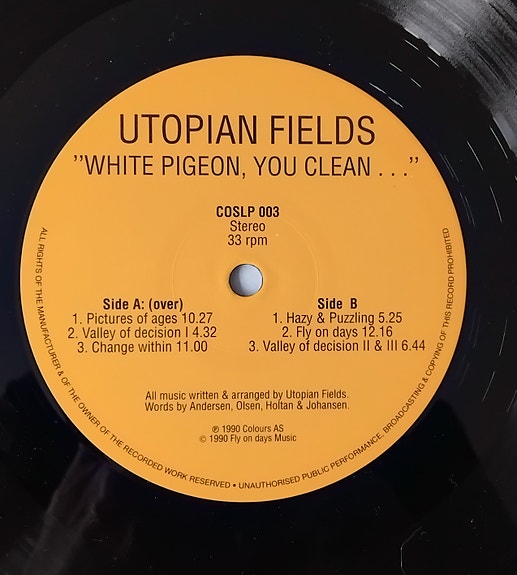 UTOPIAN FIELDS
"WHITE PIGEON, YOU CLEAN . . ."
COSLP 003
Stereo
33 rpm
Side A: (over)
1. Pictures of ages 10.27
2. Valley of decision I 4.32
3. Change within 11.00
Side B
1. Hazy & Puzzling 5.25
2. Fly on days 12.16
3. Valley of decision II & III 6.44
All music written & arranged by Utopian Fields.
Words by Andersen, Olsen, Holtan & Johansen.
℗ 1990 Colours AS
© 1990 Fly on days Music
ALL RIGHTS OF THE MANUFACTURER & OF THE OWNER OF THE RECORDED WORK RESERVED • UNAUTHORISED PUBLIC PERFORMANCE, BROADCASTING & COPYING OF THIS RECORD PROHIBITED